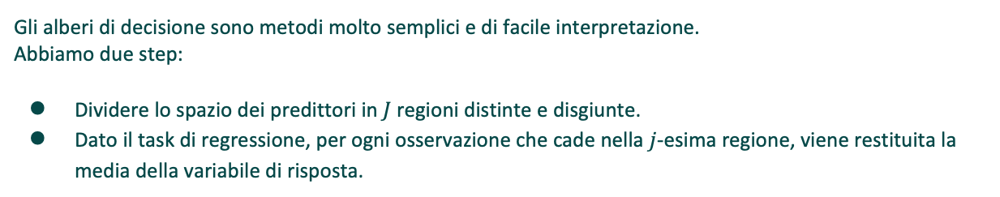 Gli alberi di decisione sono metodi molto semplici e di facile interpretazione.
Abbiamo due step:
● Dividere lo spazio dei predittori in J regioni distinte e disgiunte.
● Dato il task di regressione, per ogni osservazione che cade nella j-esima regione, viene restituita la
media della variabile di risposta.